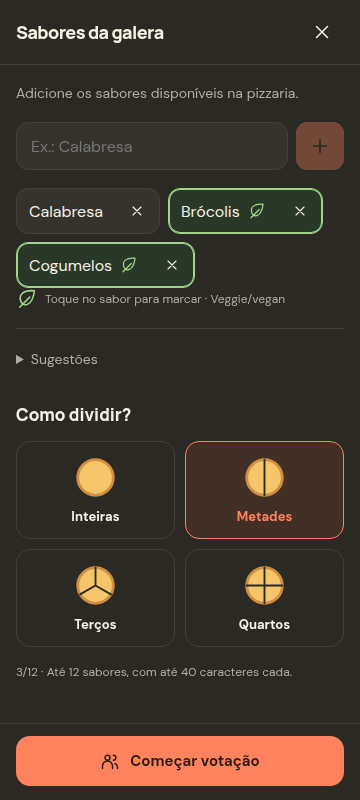 Sabores da galera
Adicione os sabores disponíveis na pizzaria.
Ex.: Calabresa
Calabresa
Brócolis
Cogumelos
Toque no sabor para marcar · Veggie/vegan
Sugestões
Como dividir?
Inteiras
Metades
Terços
Quartos
3/12 · Até 12 sabores, com até 40 caracteres cada.
Começar votação